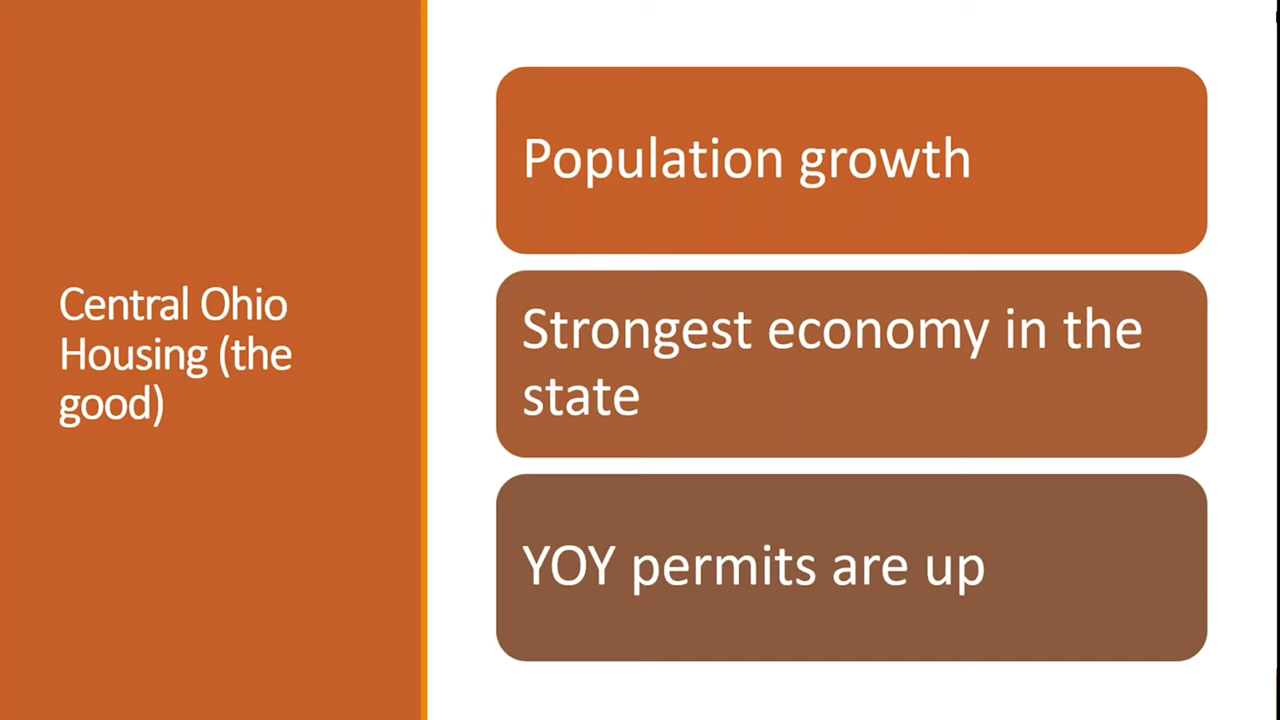 Central Ohio
Housing (the
good)
Population growth
Strongest economy in the
state
YOY permits are up